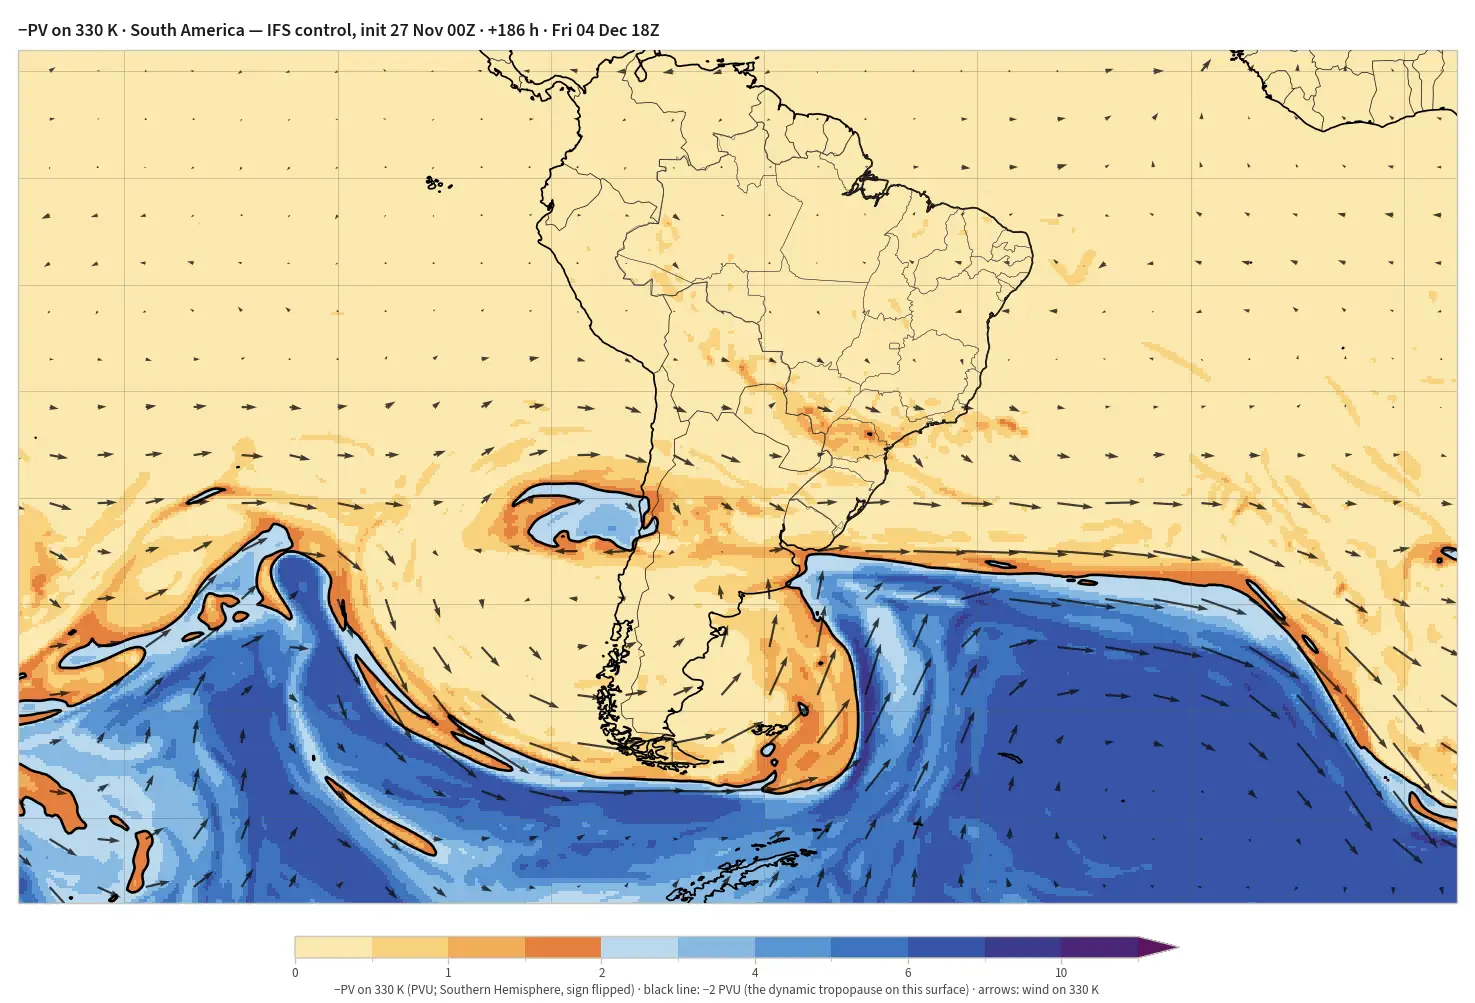 −PV on 330 K · South America — IFS control, init 27 Nov 00Z · +186 h · Fri 04 Dec 18Z
0 1 2 4 6 10
−PV on 330 K (PVU; Southern Hemisphere, sign flipped) · black line: −2 PVU (the dynamic tropopause on this surface) · arrows: wind on 330 K